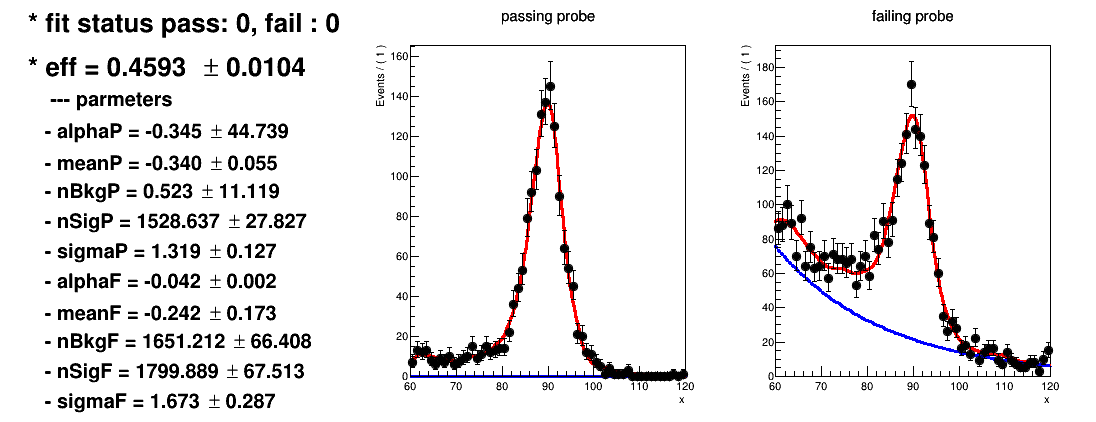 * fit status pass: 0, fail : 0
* eff = 0.4593 ± 0.0104
--- parmeters
- alphaP = -0.345 ± 44.739
- meanP = -0.340 ± 0.055
- nBkgP = 0.523 ± 11.119
- nSigP = 1528.637 ± 27.827
- sigmaP = 1.319 ± 0.127
- alphaF = -0.042 ± 0.002
- meanF = -0.242 ± 0.173
- nBkgF = 1651.212 ± 66.408
- nSigF = 1799.889 ± 67.513
- sigmaF = 1.673 ± 0.287
passing probe
Events / ( 1 )
160
140
120
100
80
60
40
20
0
60 70 80 90 100 110 120
x
failing probe
Events / ( 1 )
180
160
140
120
100
80
60
40
20
0
60 70 80 90 100 110 120
x